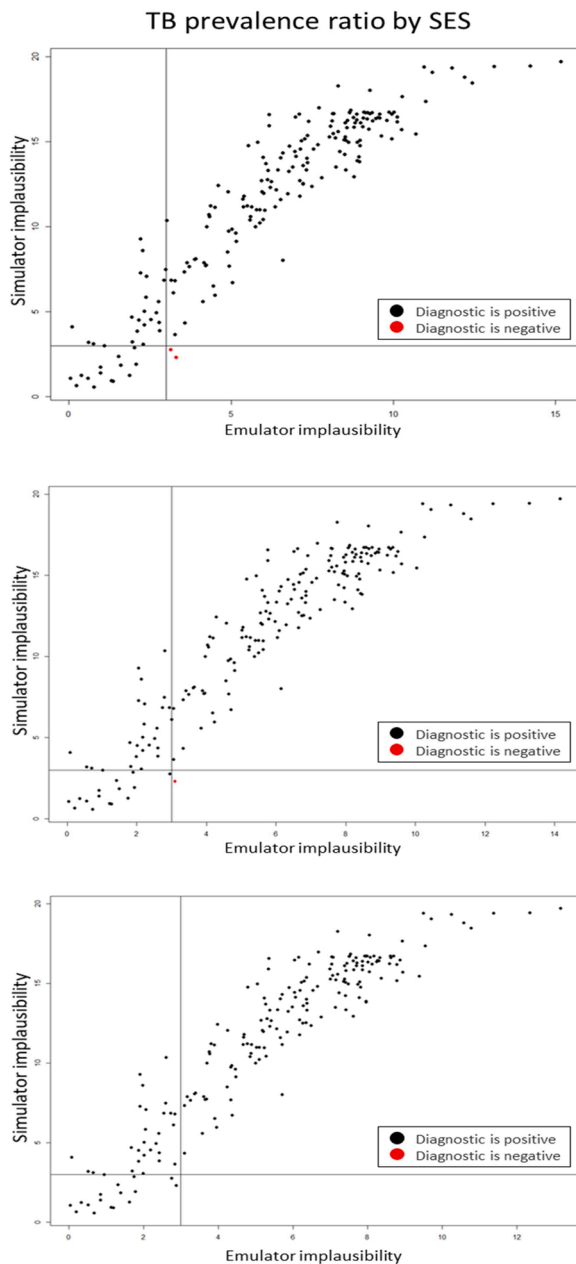 TB prevalence ratio by SES
20
15
10
5
0
Simulator implausibility
Diagnostic is positive
Diagnostic is negative
0 5 10 15
Emulator implausibility
20
15
10
5
0
Simulator implausibility
Diagnostic is positive
Diagnostic is negative
0 2 4 6 8 10 12 14
Emulator implausibility
20
15
10
5
0
Simulator implausibility
Diagnostic is positive
Diagnostic is negative
0 2 4 6 8 10 12
Emulator implausibility